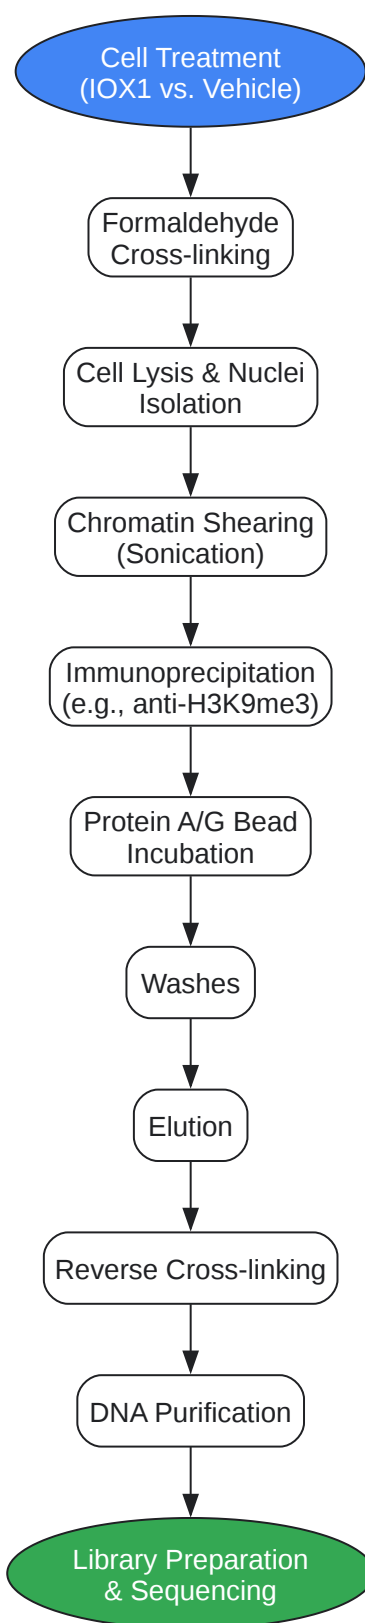 Cell Treatment
(IOX1 vs. Vehicle)
Formaldehyde
Cross-linking
Cell Lysis & Nuclei
Isolation
Chromatin Shearing
(Sonication)
Immunoprecipitation
(e.g., anti-H3K9me3)
Protein A/G Bead
Incubation
Washes
Elution
Reverse Cross-linking
DNA Purification
Library Preparation
& Sequencing